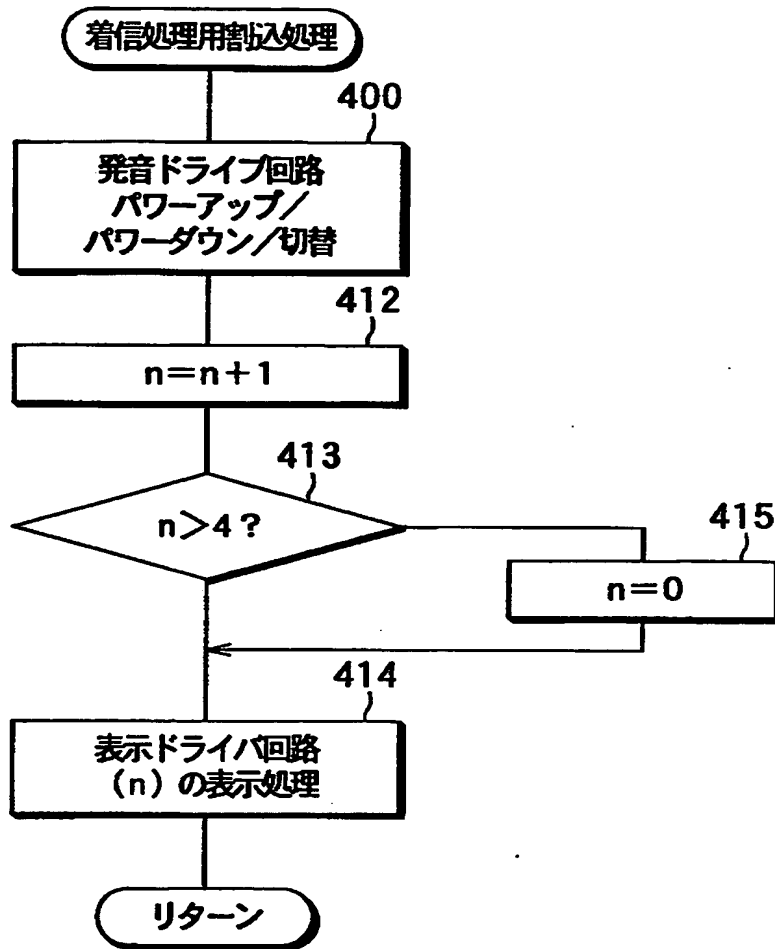 着信処理用割込処理
400
発音ドライブ回路
パワーアップ/
パワーダウン/切替
412
n=n+1
413
n>4?
415
n=0
414
表示ドライバ回路
(n)の表示処理
リターン